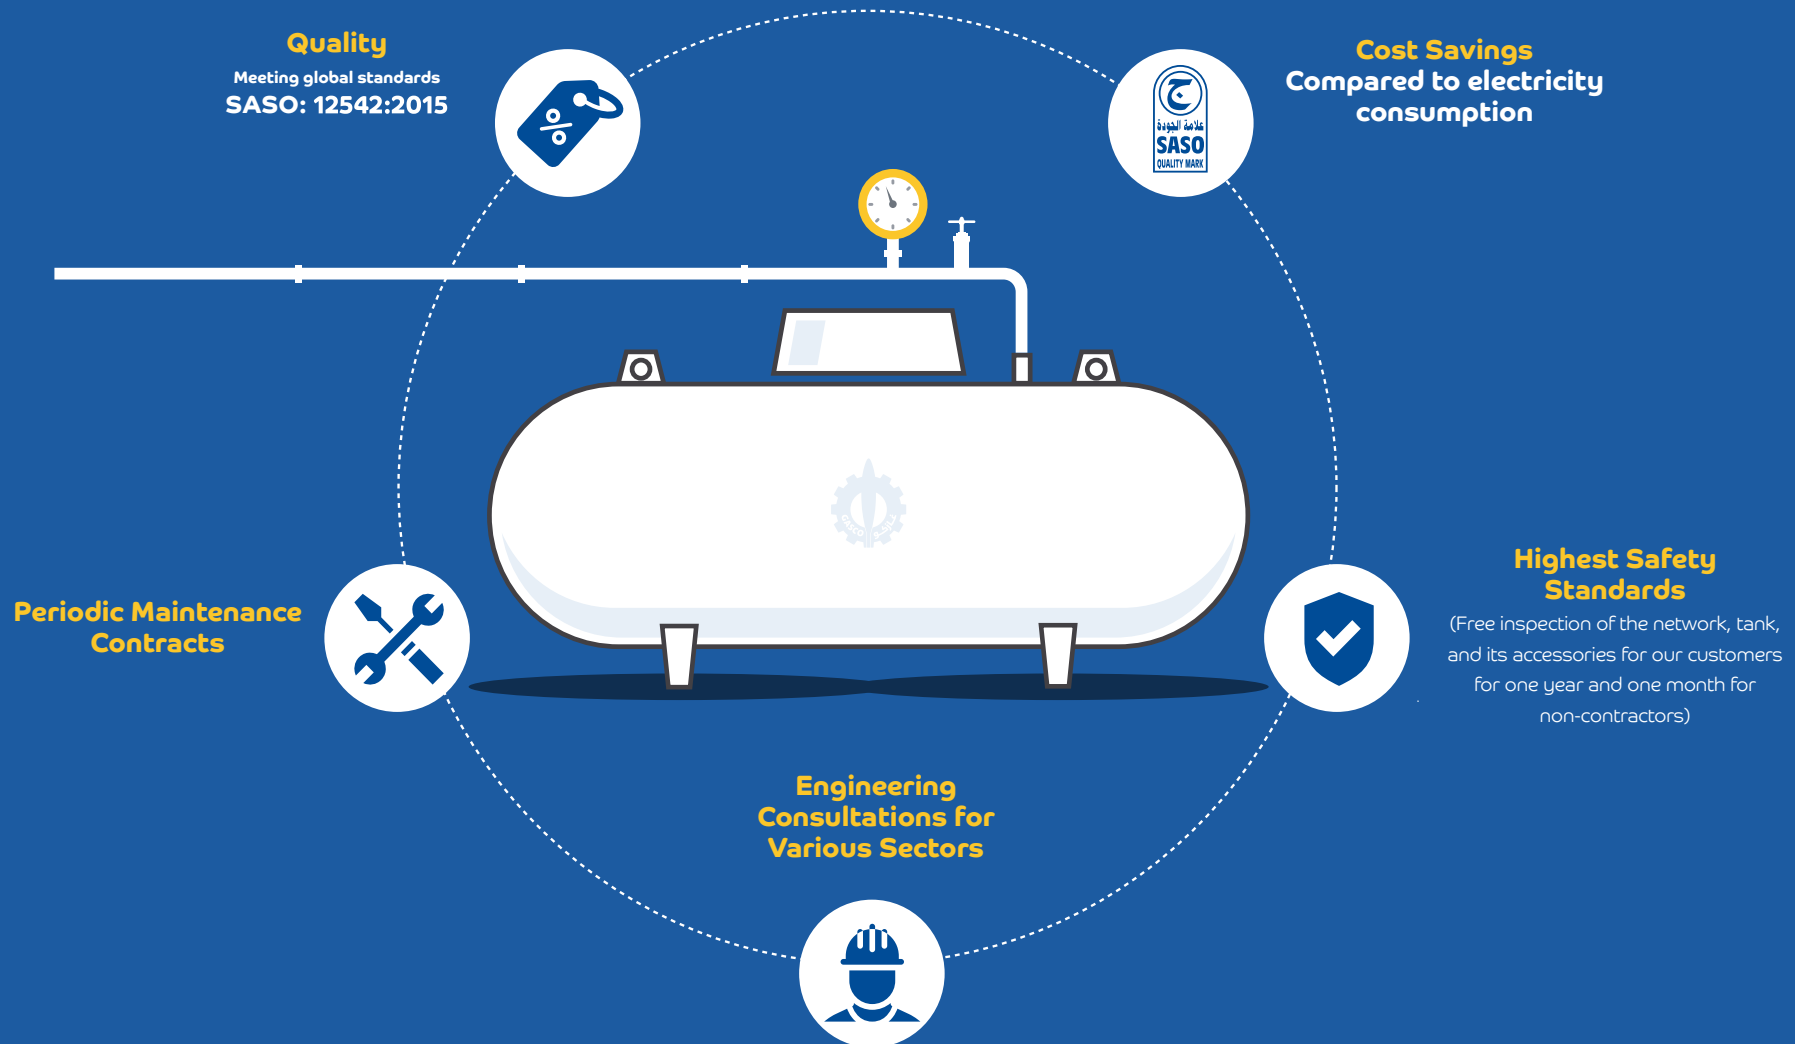 Quality
Meeting global standards
SASO: 12542:2015
Cost Savings
Compared to electricity
consumption
علامة الجودة
SASO
QUALITY MARK
GASCO غازكو
Periodic Maintenance
Contracts
Highest Safety
Standards
(Free inspection of the network, tank,
and its accessories for our customers
for one year and one month for
non-contractors)
Engineering
Consultations for
Various Sectors